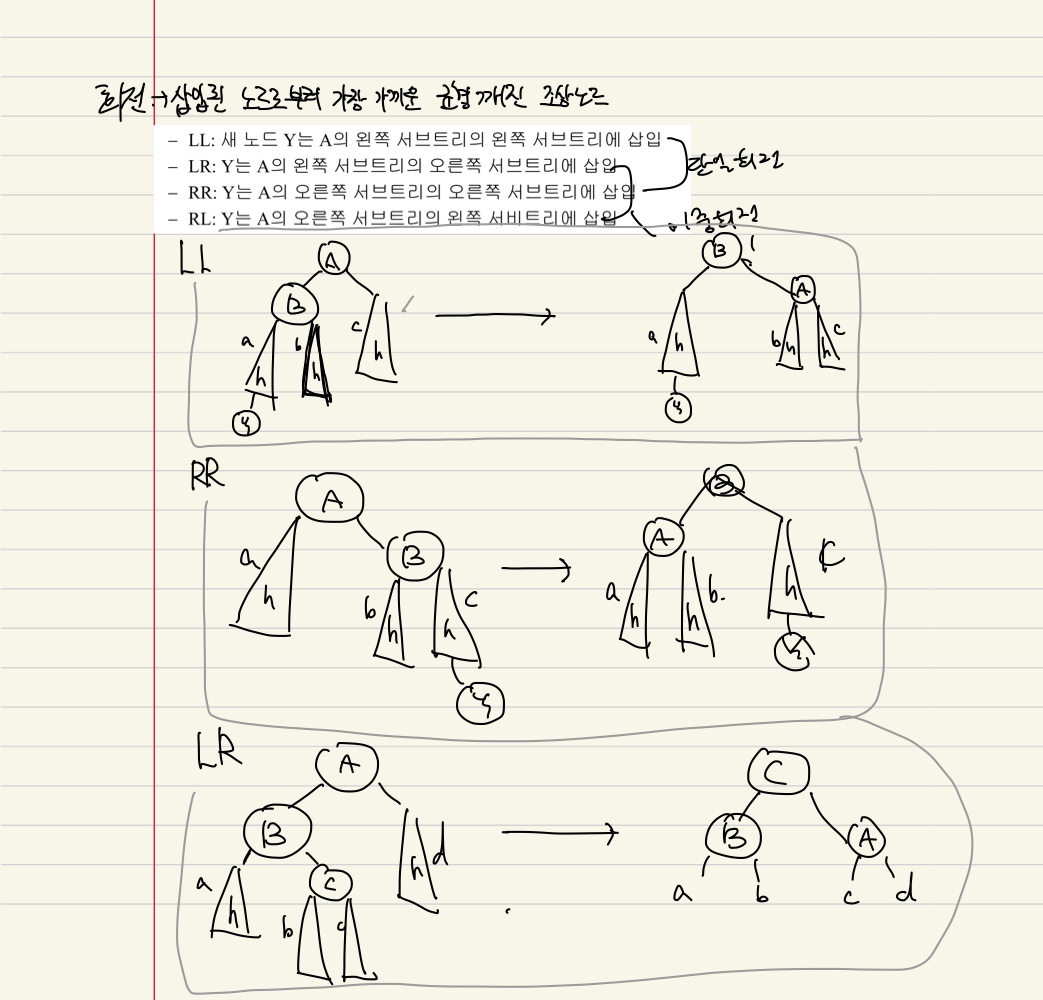 회전 → 삽입된 노드로부터 가장 가까운 균형 깨진 조상노드
– LL: 새 노드 Y는 A의 왼쪽 서브트리의 왼쪽 서브트리에 삽입
– LR: Y는 A의 왼쪽 서브트리의 오른쪽 서브트리에 삽입
단일회전
– RR: Y는 A의 오른쪽 서브트리의 오른쪽 서브트리에 삽입
– RL: Y는 A의 오른쪽 서브트리의 왼쪽 서비트리에 삽입
이중회전
LL
A
B
a
b
c
h
h
h
Y
B
A
a
b
c
h
h
h
Y
RR
A
B
a
b
c
h
h
h
Y
B
A
a
b.
C
h
h
h
Y
LR
A
B
C
a
b
c
d
h
h
C
B
A
a
b
c
d